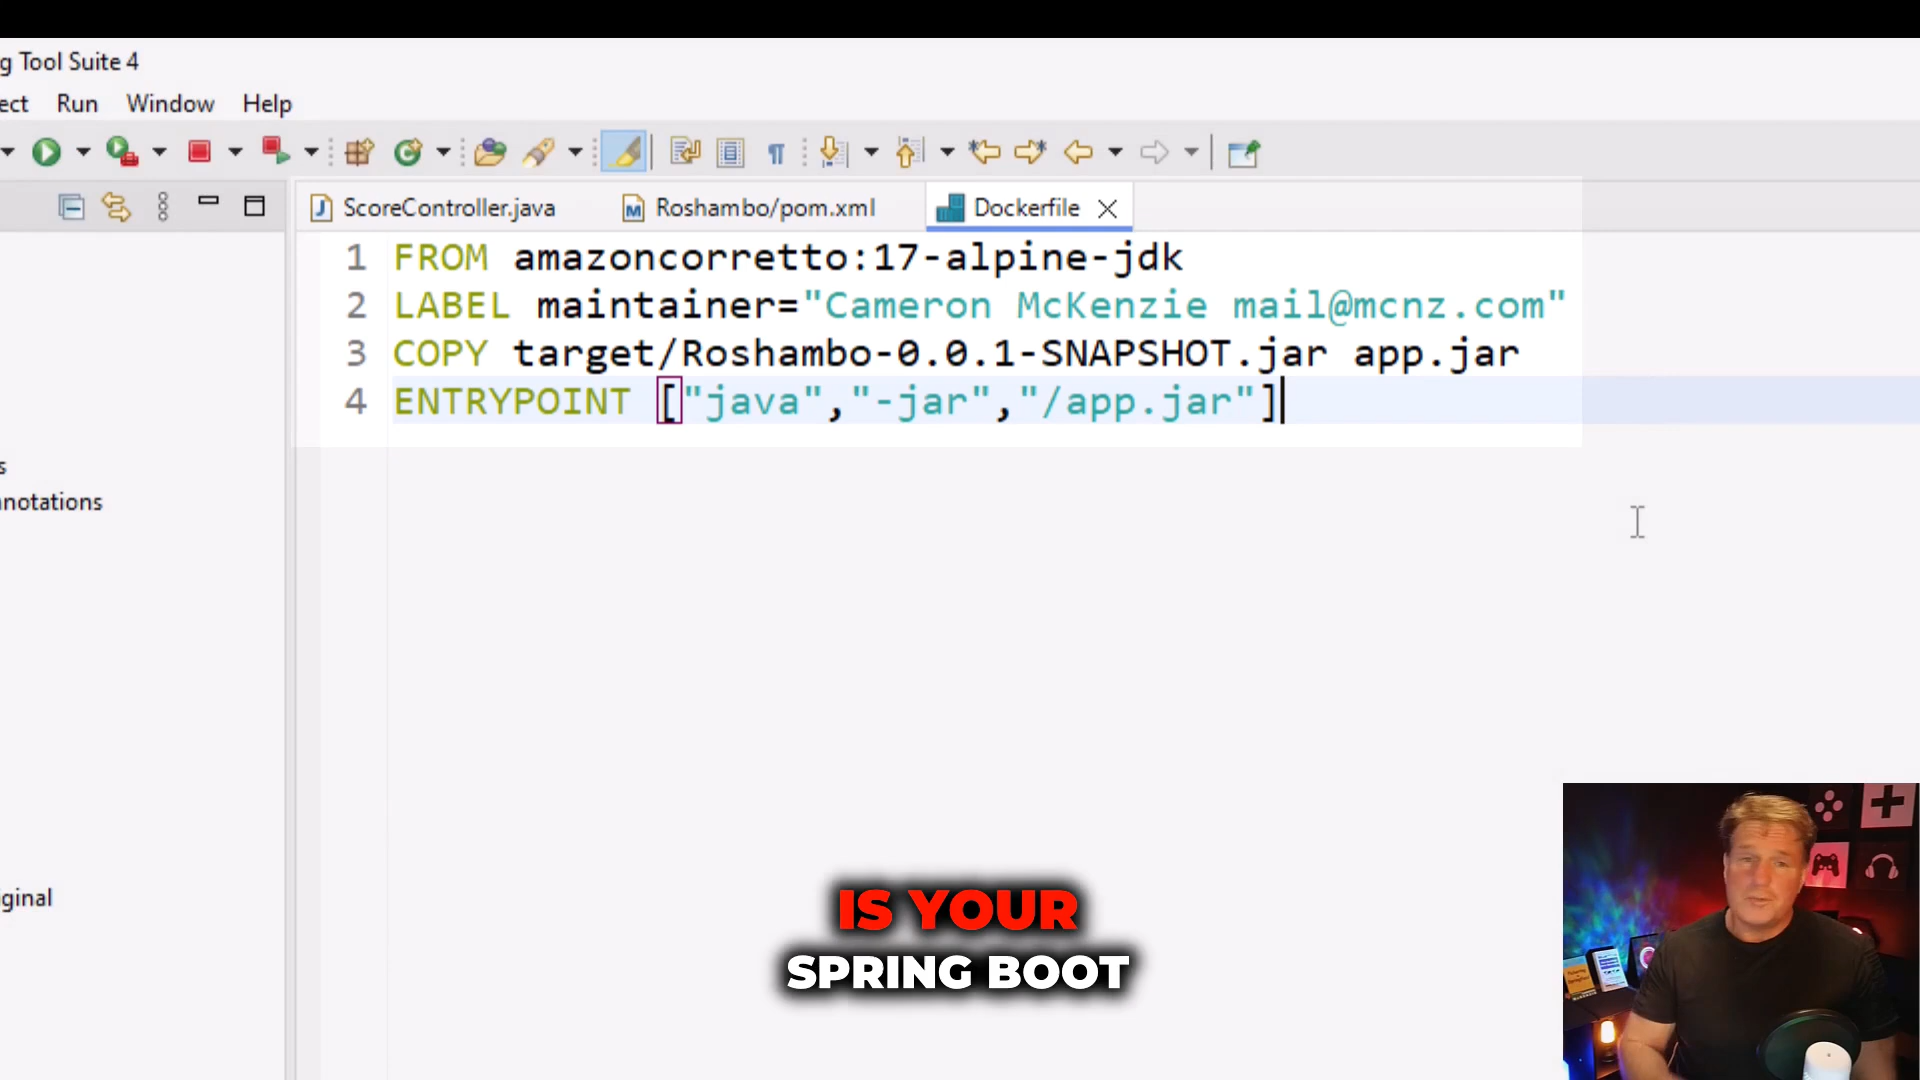 g Tool Suite 4
ect Run Window Help
ScoreController.java Roshambo/pom.xml Dockerfile
1 FROM amazoncorretto:17-alpine-jdk
2 LABEL maintainer="Cameron McKenzie mail@mcnz.com"
3 COPY target/Roshambo-0.0.1-SNAPSHOT.jar app.jar
4 ENTRYPOINT ["java","-jar","/app.jar"]
s
nnotations
iginal
IS YOUR
SPRING BOOT